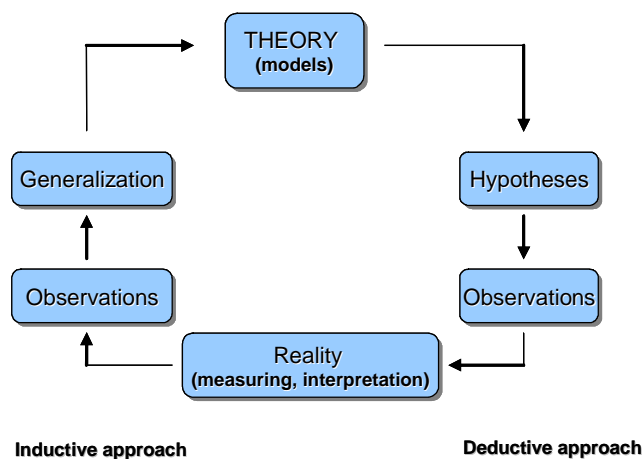 THEORY
(models)
Generalization
Hypotheses
Observations
Observations
Reality
(measuring, interpretation)
Inductive approach
Deductive approach